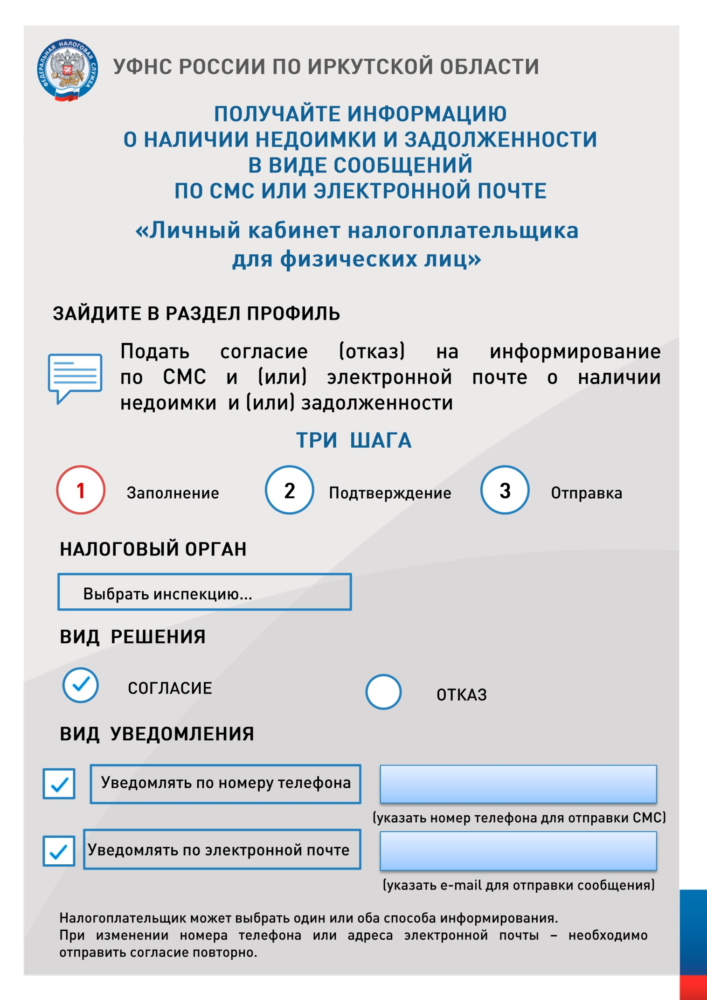 ФЕДЕРАЛЬНАЯ НАЛОГОВАЯ СЛУЖБА
УФНС РОССИИ ПО ИРКУТСКОЙ ОБЛАСТИ
ПОЛУЧАЙТЕ ИНФОРМАЦИЮ
О НАЛИЧИИ НЕДОИМКИ И ЗАДОЛЖЕННОСТИ
В ВИДЕ СООБЩЕНИЙ
ПО СМС ИЛИ ЭЛЕКТРОННОЙ ПОЧТЕ
«Личный кабинет налогоплательщика
для физических лиц»
ЗАЙДИТЕ В РАЗДЕЛ ПРОФИЛЬ
Подать согласие (отказ) на информирование
по СМС и (или) электронной почте о наличии
недоимки и (или) задолженности
ТРИ ШАГА
1 Заполнение 2 Подтверждение 3 Отправка
НАЛОГОВЫЙ ОРГАН
Выбрать инспекцию...
ВИД РЕШЕНИЯ
СОГЛАСИЕ ОТКАЗ
ВИД УВЕДОМЛЕНИЯ
Уведомлять по номеру телефона
(указать номер телефона для отправки СМС)
Уведомлять по электронной почте
(указать e-mail для отправки сообщения)
Налогоплательщик может выбрать один или оба способа информирования.
При изменении номера телефона или адреса электронной почты – необходимо
отправить согласие повторно.